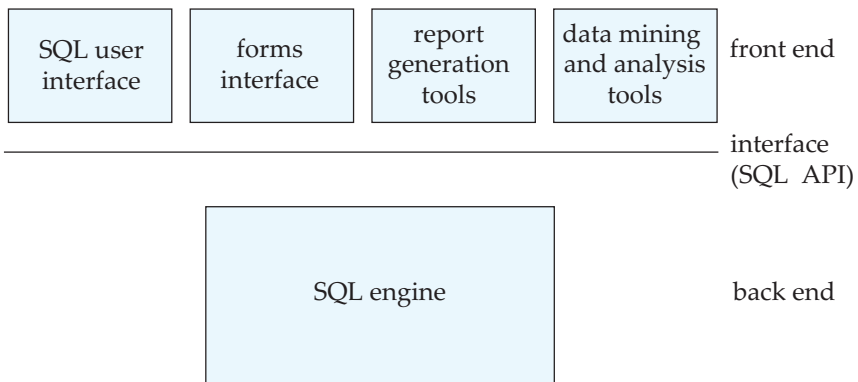 SQL user
interface
forms
interface
report
generation
tools
data mining
and analysis
tools
front end
interface
(SQL API)
SQL engine
back end